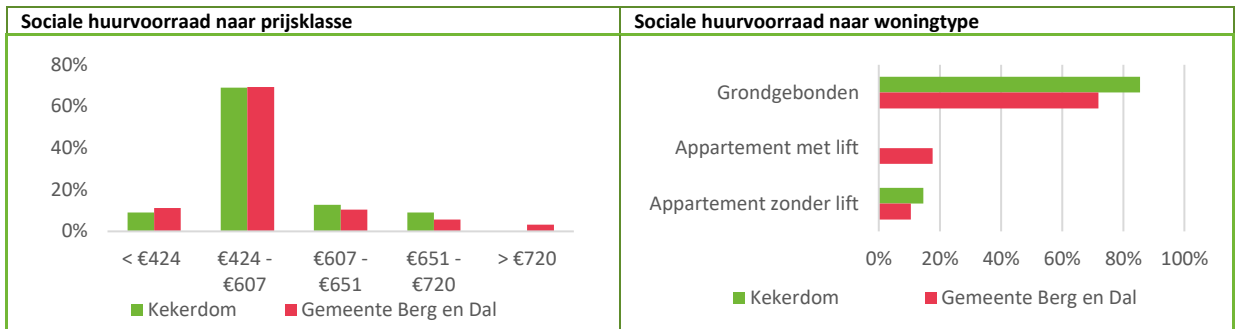 Sociale huurvoorraad naar prijsklasse
80%
60%
40%
20%
0%
< €424
€424 -
€607
€607 -
€651
€651 -
€720
> €720
Kekerdom
Gemeente Berg en Dal
Sociale huurvoorraad naar woningtype
Grondgebonden
Appartement met lift
Appartement zonder lift
0% 20% 40% 60% 80% 100%
Kekerdom
Gemeente Berg en Dal